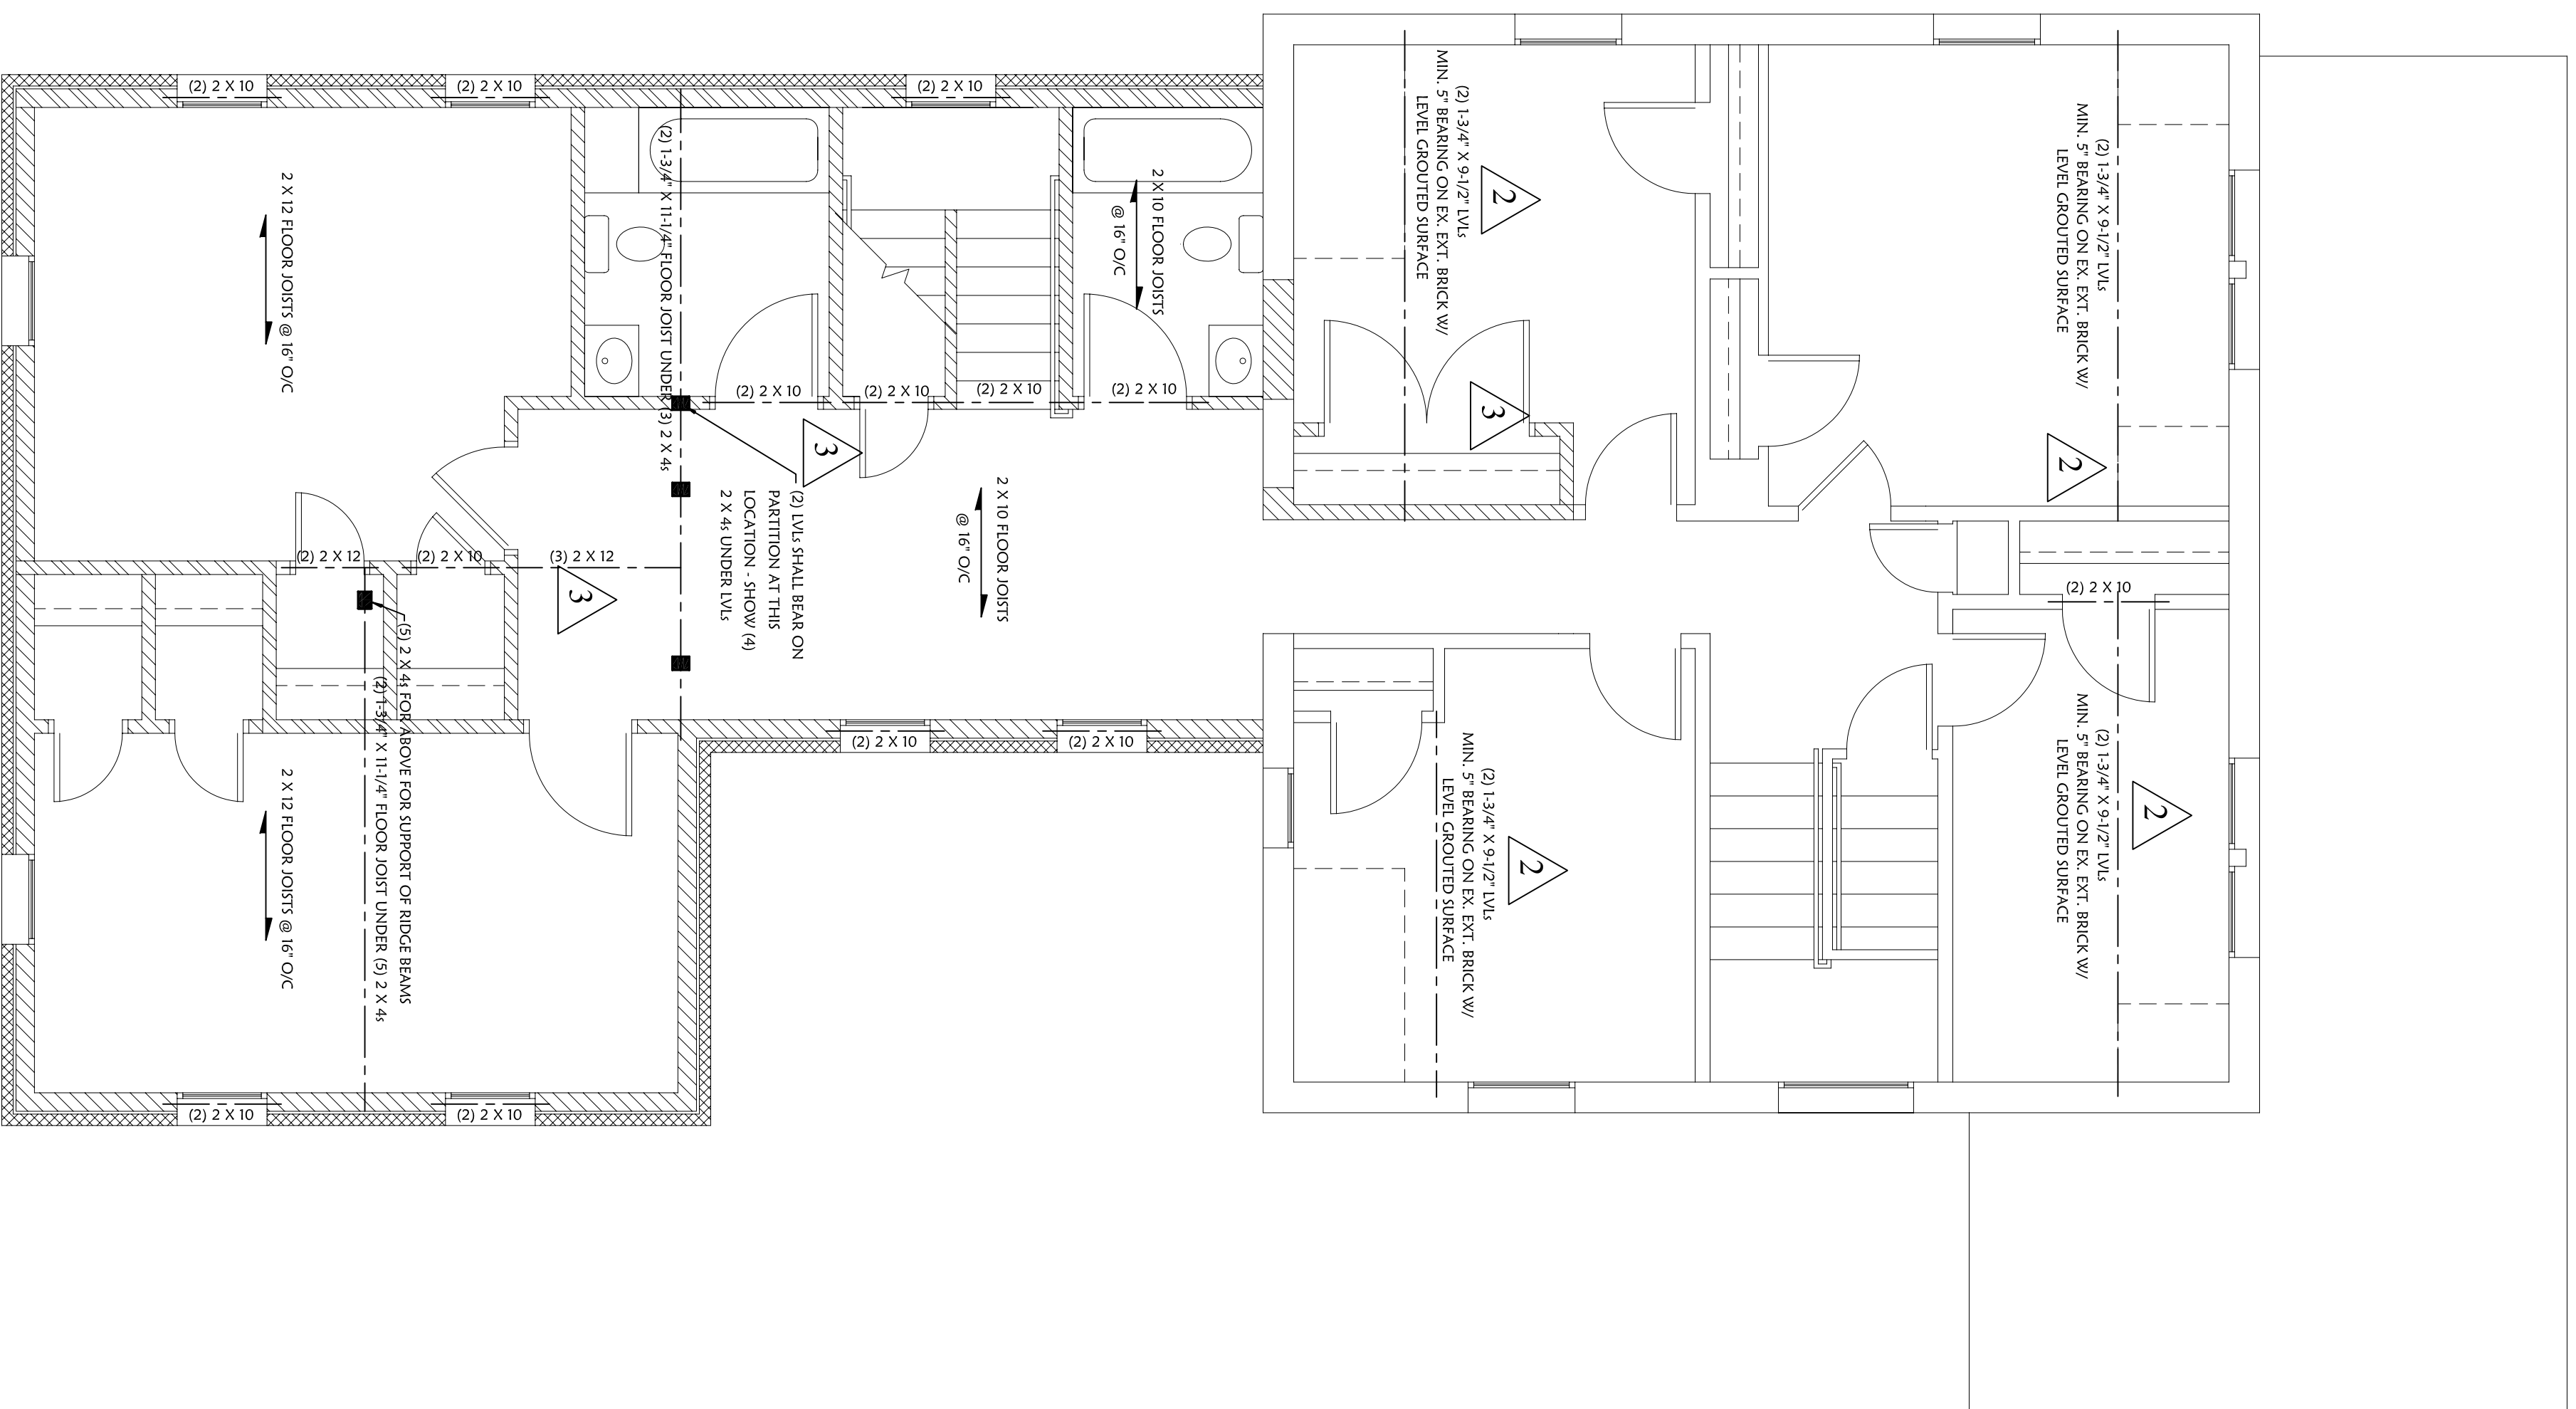 (2) 2 X 10
(2) 2 X 10
(2) 2 X 10
2 X 12 FLOOR JOISTS @ 16" O/C
(2) 1-3/4" X 11-1/4" FLOOR JOIST UNDER (3) 2 X 4s
2 X 10 FLOOR JOISTS
@ 16" O/C
(2) 1-3/4" X 9-1/2" LVLs
MIN. 5" BEARING ON EX. EXT. BRICK W/
LEVEL GROUTED SURFACE
2
(2) 1-3/4" X 9-1/2" LVLs
MIN. 5" BEARING ON EX. EXT. BRICK W/
LEVEL GROUTED SURFACE
2
(2) 2 X 10
(2) 2 X 10
(2) 2 X 10
(2) 2 X 10
3
3
(2) LVLs SHALL BEAR ON
PARTITION AT THIS
LOCATION - SHOW (4)
2 X 4s UNDER LVLs
2 X 10 FLOOR JOISTS
@ 16" O/C
(2) 2 X 12
(2) 2 X 10
(3) 2 X 12
3
(2) 2 X 10
(5) 2 X 4s FOR ABOVE FOR SUPPORT OF RIDGE BEAMS
(2) 1-3/4" X 11-1/4" FLOOR JOIST UNDER (5) 2 X 4s
2 X 12 FLOOR JOISTS @ 16" O/C
(2) 2 X 10
(2) 2 X 10
(2) 1-3/4" X 9-1/2" LVLs
MIN. 5" BEARING ON EX. EXT. BRICK W/
LEVEL GROUTED SURFACE
2
(2) 1-3/4" X 9-1/2" LVLs
MIN. 5" BEARING ON EX. EXT. BRICK W/
LEVEL GROUTED SURFACE
2
(2) 2 X 10
(2) 2 X 10